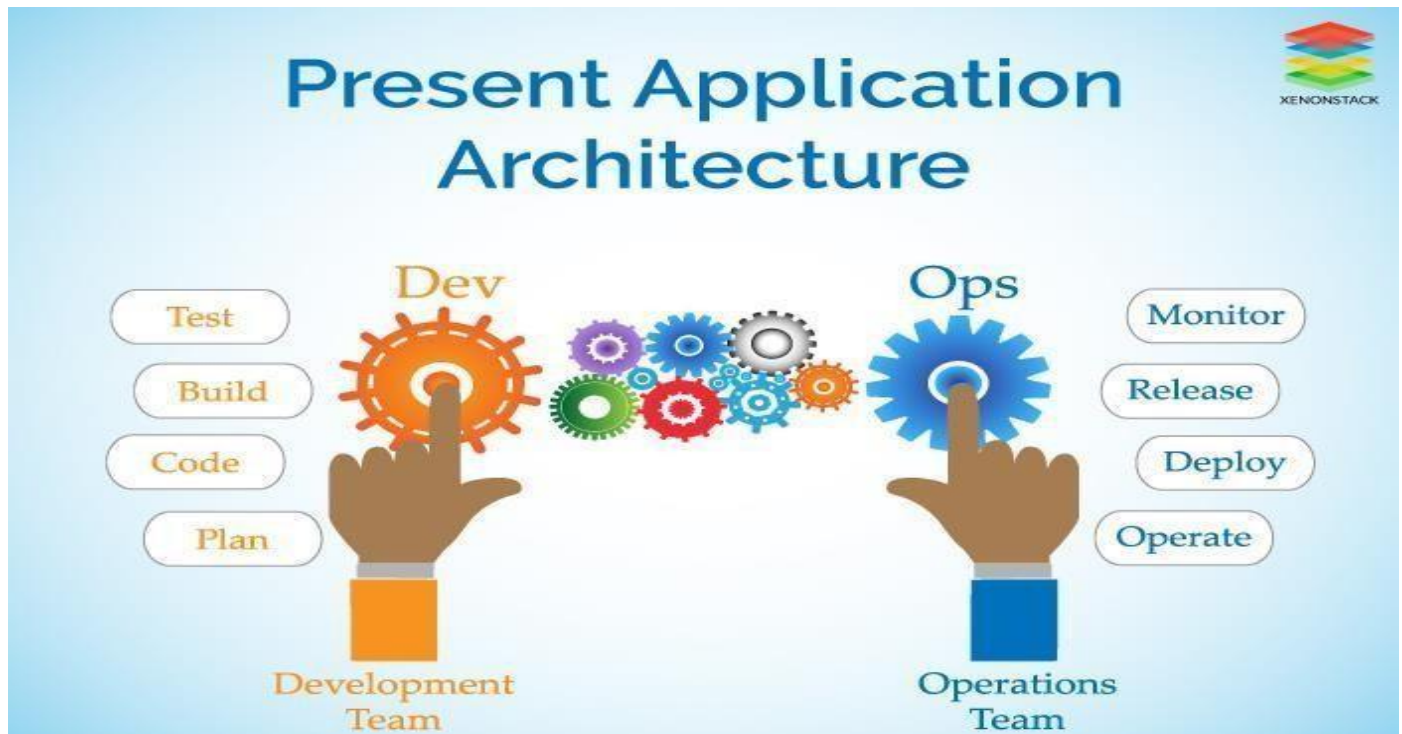 Present Application
Architecture
XENONSTACK
Dev
Ops
Test
Build
Code
Plan
Monitor
Release
Deploy
Operate
Development
Team
Operations
Team